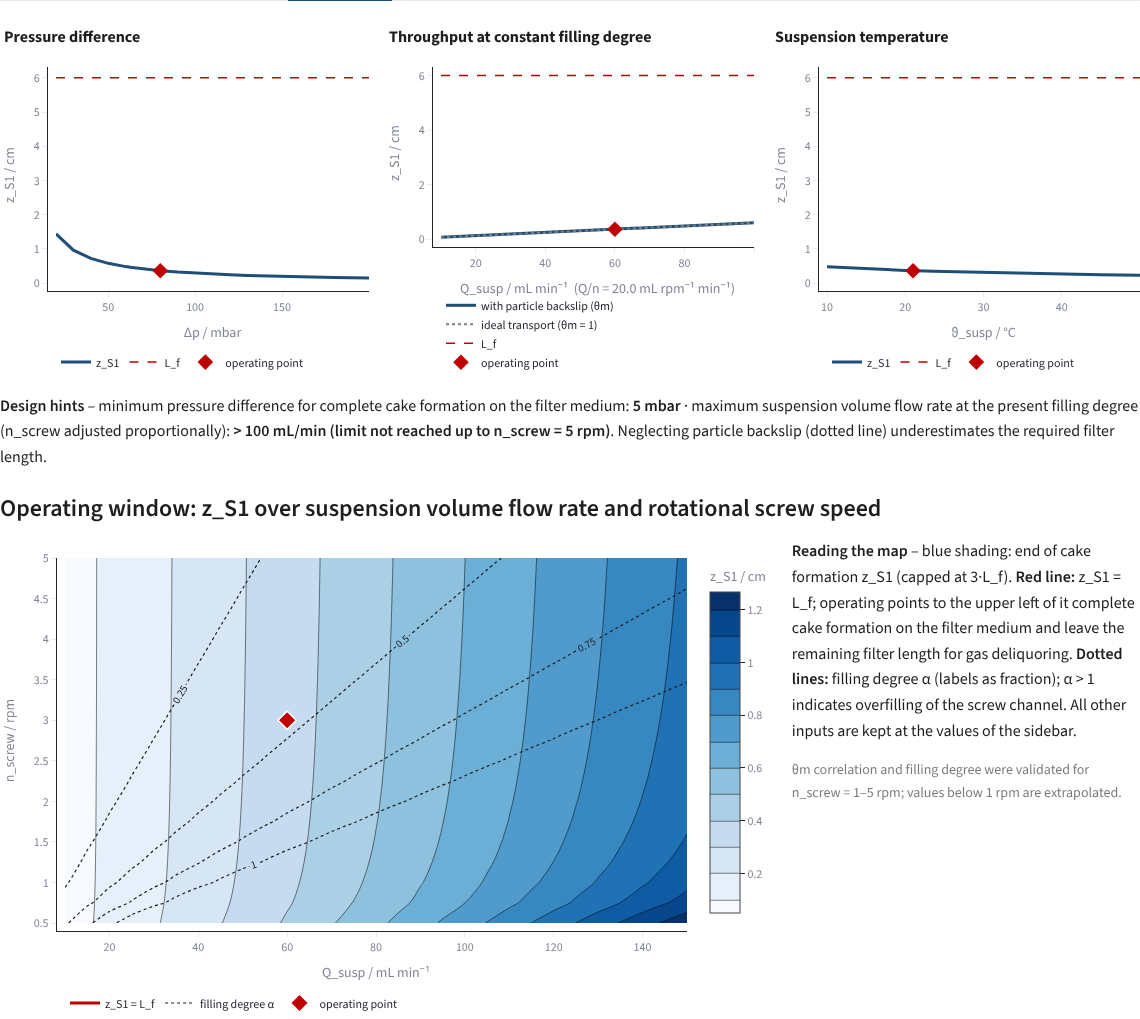 Pressure difference
Throughput at constant filling degree
Suspension temperature
z_S1 / cm
6
5
4
3
2
1
0
50
100
150
Δp / mbar
z_S1
L_f
operating point
z_S1 / cm
6
4
2
0
20
40
60
80
Q_susp / mL min⁻¹ (Q/n = 20.0 mL rpm⁻¹ min⁻¹)
with particle backslip (θm)
ideal transport (θm = 1)
L_f
operating point
z_S1 / cm
6
5
4
3
2
1
0
10
20
30
40
ϑ_susp / °C
z_S1
L_f
operating point
Design hints – minimum pressure difference for complete cake formation on the filter medium: 5 mbar · maximum suspension volume flow rate at the present filling degree
(n_screw adjusted proportionally): > 100 mL/min (limit not reached up to n_screw = 5 rpm). Neglecting particle backslip (dotted line) underestimates the required filter
length.
Operating window: z_S1 over suspension volume flow rate and rotational screw speed
n_screw / rpm
5
4.5
4
3.5
3
2.5
2
1.5
1
0.5
0.25
0.5
0.75
1
20
40
60
80
100
120
140
Q_susp / mL min⁻¹
z_S1 = L_f
filling degree α
operating point
z_S1 / cm
1.2
1
0.8
0.6
0.4
0.2
Reading the map – blue shading: end of cake
formation z_S1 (capped at 3·L_f). Red line: z_S1 =
L_f; operating points to the upper left of it complete
cake formation on the filter medium and leave the
remaining filter length for gas deliquoring. Dotted
lines: filling degree α (labels as fraction); α > 1
indicates overfilling of the screw channel. All other
inputs are kept at the values of the sidebar.
θm correlation and filling degree were validated for
n_screw = 1–5 rpm; values below 1 rpm are extrapolated.